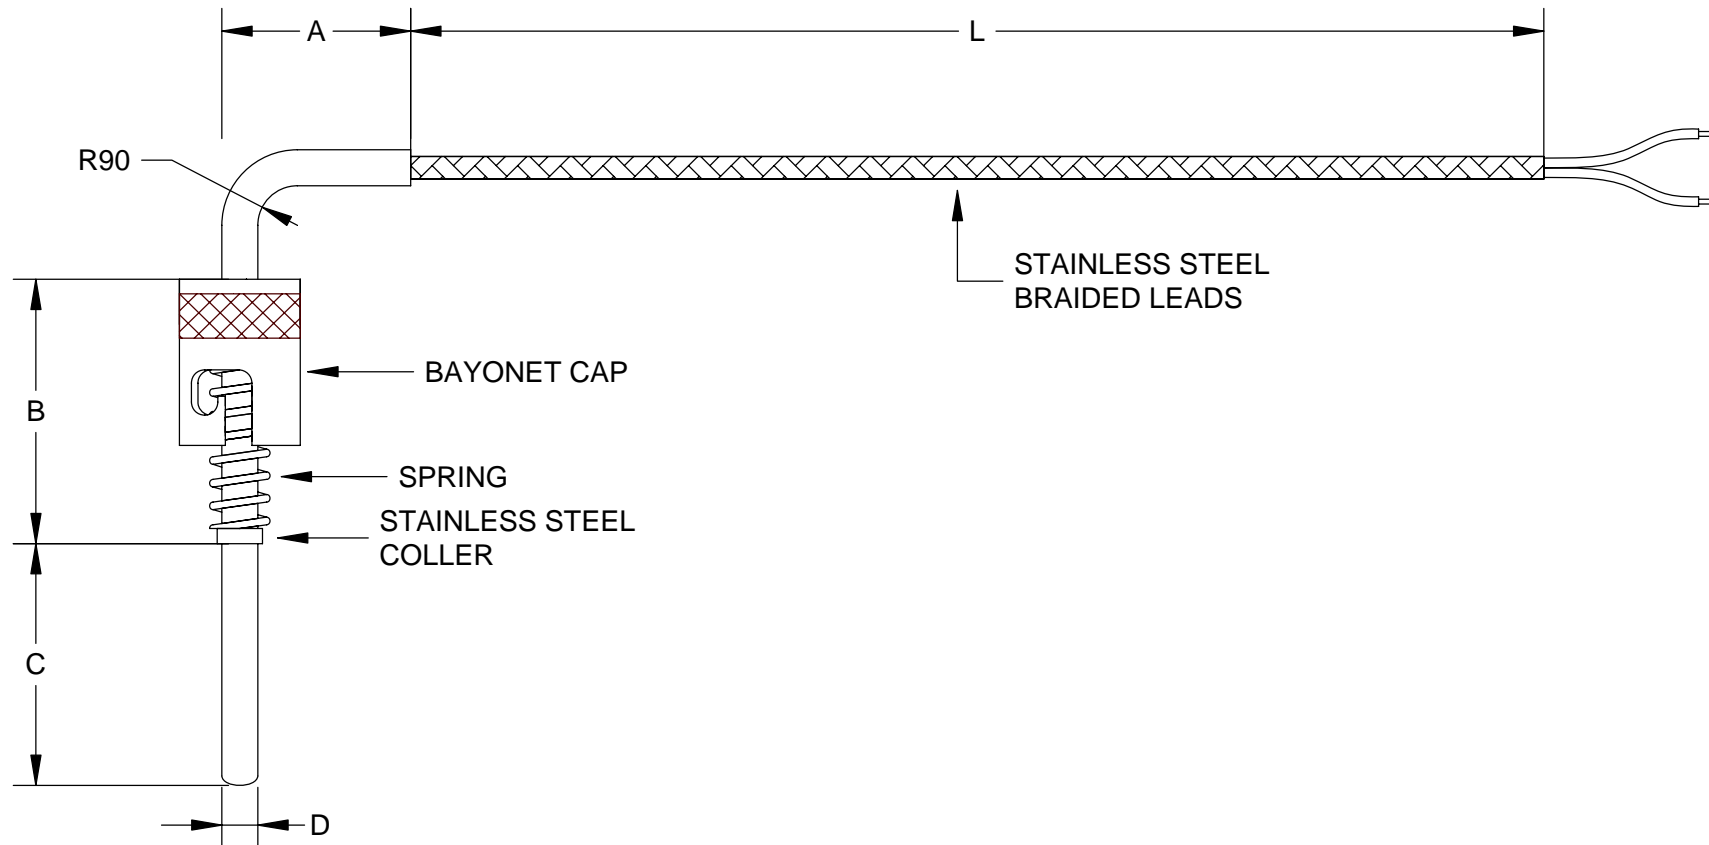 A
L
R90
STAINLESS STEEL
BRAIDED LEADS
BAYONET CAP
B
SPRING
STAINLESS STEEL
COLLER
C
D